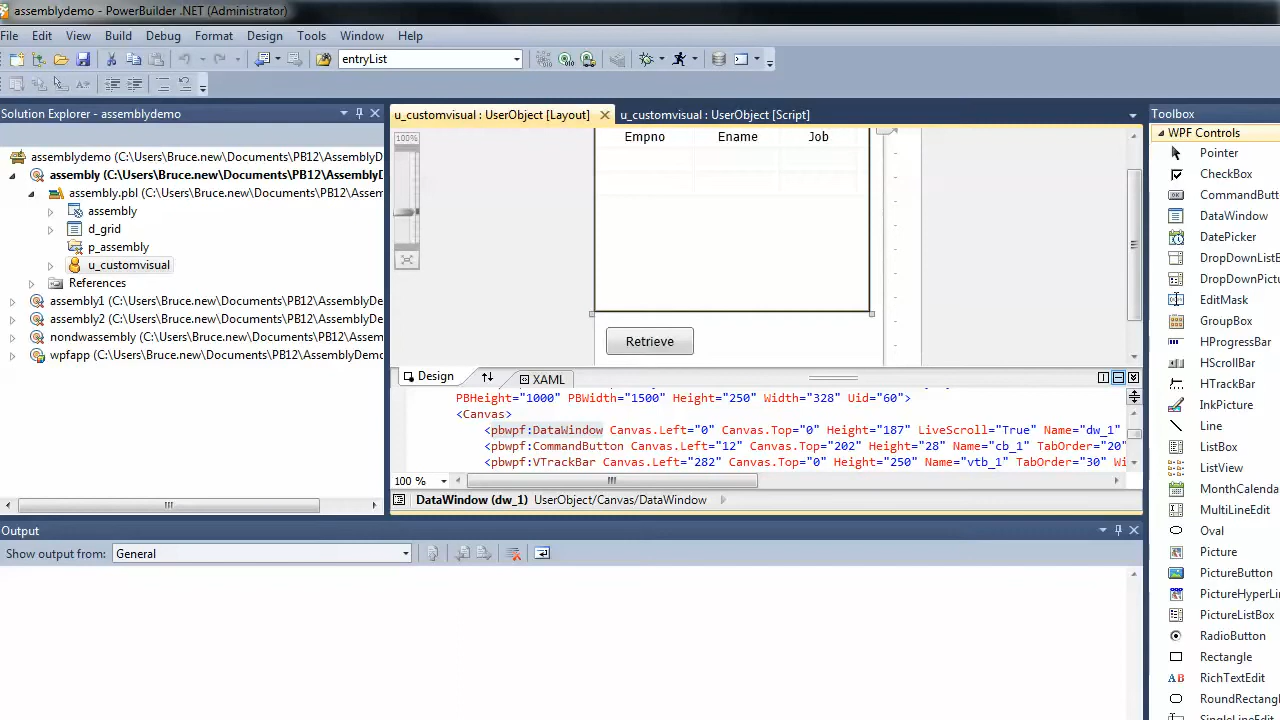 assemblydemo - PowerBuilder .NET (Administrator)
File Edit View Build Debug Format Design Tools Window Help
entryList
Solution Explorer - assemblydemo
assemblydemo (C:\Users\Bruce.new\Documents\PB12\AssemblyD
assembly (C:\Users\Bruce.new\Documents\PB12\AssemblyD
assembly.pbl (C:\Users\Bruce.new\Documents\PB12\Assem
assembly
d_grid
p_assembly
u_customvisual
References
assembly1 (C:\Users\Bruce.new\Documents\PB12\AssemblyDe
assembly2 (C:\Users\Bruce.new\Documents\PB12\AssemblyDe
nondwassembly (C:\Users\Bruce.new\Documents\PB12\Assem
wpfapp (C:\Users\Bruce.new\Documents\PB12\AssemblyDemo
u_customvisual : UserObject [Layout]
u_customvisual : UserObject [Script]
100%
Empno Ename Job
Retrieve
Design
XAML
PBHeight="1000" PBWidth="1500" Height="250" Width="328" Uid="60">
<Canvas>
<pbwpf:DataWindow Canvas.Left="0" Canvas.Top="0" Height="187" LiveScroll="True" Name="dw_1"
<pbwpf:CommandButton Canvas.Left="12" Canvas.Top="202" Height="28" Name="cb_1" TabOrder="20"
<pbwpf:VTrackBar Canvas.Left="282" Canvas.Top="0" Height="250" Name="vtb_1" TabOrder="30" Wi
100 %
DataWindow (dw_1) UserObject/Canvas/DataWindow
Toolbox
WPF Controls
Pointer
CheckBox
CommandButt
DataWindow
DatePicker
DropDownListB
DropDownPictu
EditMask
GroupBox
HProgressBar
HScrollBar
HTrackBar
InkPicture
Line
ListBox
ListView
MonthCalenda
MultiLineEdit
Oval
Picture
PictureButton
PictureHyperLin
PictureListBox
RadioButton
Rectangle
RichTextEdit
RoundRectangl
Output
Show output from: General